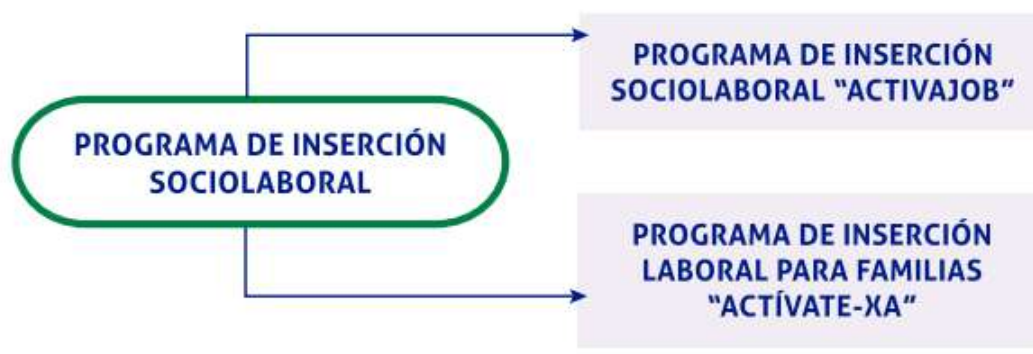 PROGRAMA DE INSERCIÓN
SOCIOLABORAL
PROGRAMA DE INSERCIÓN
SOCIOLABORAL “ACTIVAJOB”
PROGRAMA DE INSERCIÓN
LABORAL PARA FAMILIAS
“ACTÍVATE-XA”